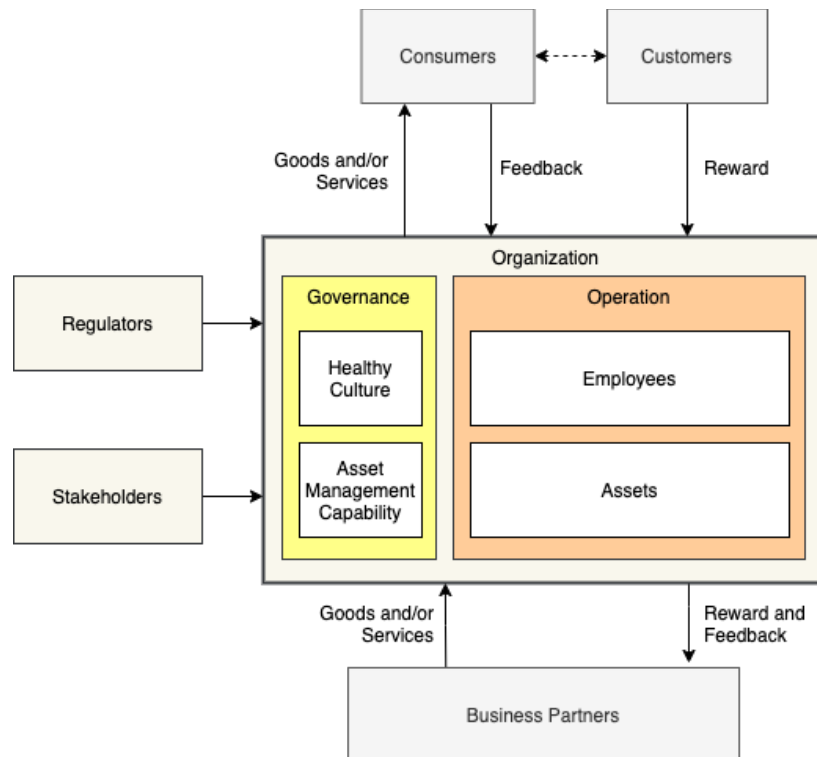 Consumers
Customers
Goods and/or
Services
Feedback
Reward
Organization
Governance
Operation
Regulators
Healthy
Culture
Employees
Stakeholders
Asset
Management
Capability
Assets
Goods and/or
Services
Reward and
Feedback
Business Partners